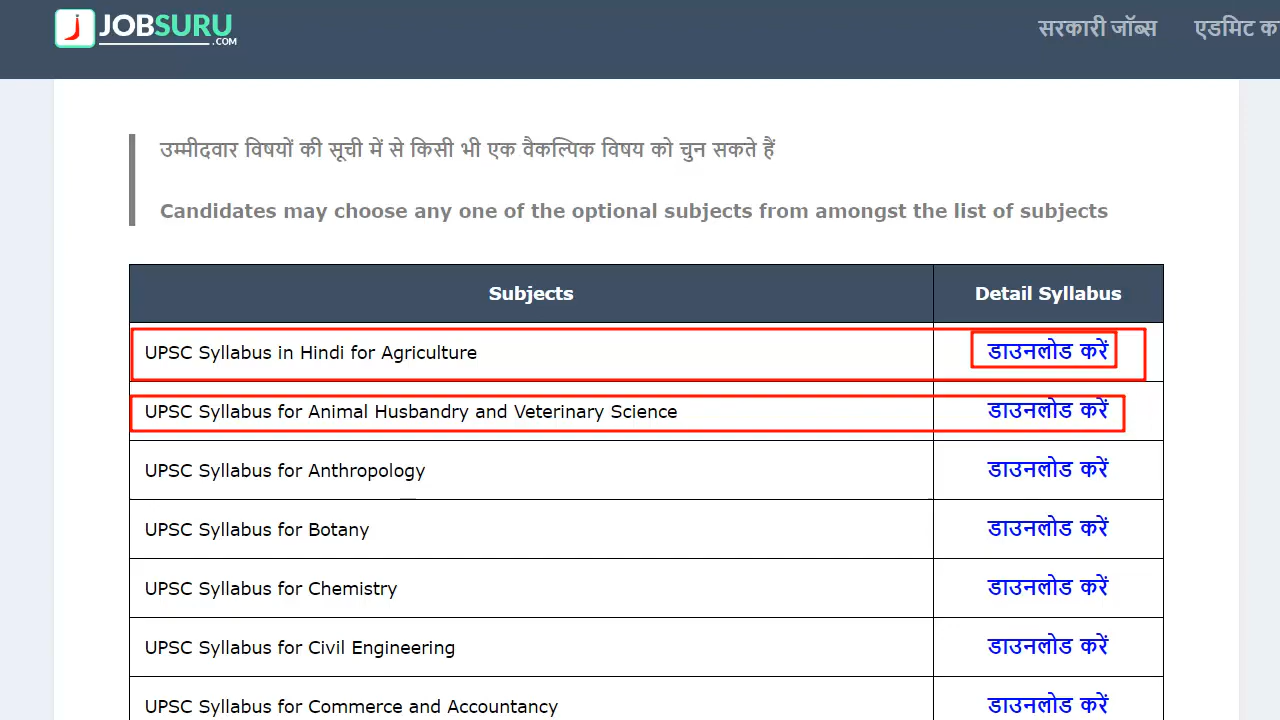 JOBSURU
.COM
सरकारी जॉब्स एडमिट क
उम्मीदवार विषयों की सूची में से किसी भी एक वैकल्पिक विषय को चुन सकते हैं
Candidates may choose any one of the optional subjects from amongst the list of subjects
Subjects Detail Syllabus
UPSC Syllabus in Hindi for Agriculture डाउनलोड करें
UPSC Syllabus for Animal Husbandry and Veterinary Science डाउनलोड करें
UPSC Syllabus for Anthropology डाउनलोड करें
UPSC Syllabus for Botany डाउनलोड करें
UPSC Syllabus for Chemistry डाउनलोड करें
UPSC Syllabus for Civil Engineering डाउनलोड करें
UPSC Syllabus for Commerce and Accountancy डाउनलोड करें